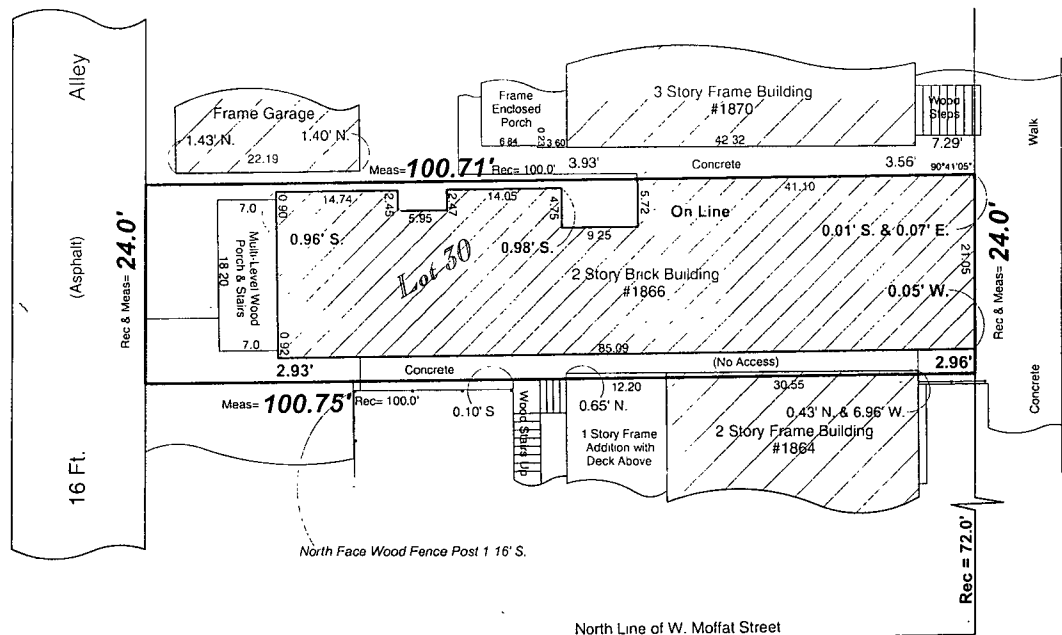 Alley
(Asphalt)
16 Ft.
Frame Garage
1.43' N.
1.40' N.
22.19
Frame
Enclosed
Porch
6.84
0.23
3.60
3 Story Frame Building
#1870
42.32
Wood
Steps
7.29'
Walk
Meas= 100.71' Rec= 100.0'
3.93'
Concrete
3.56'
90°41'05"
Rec & Meas= 24.0'
7.0
Multi-Level Wood
Porch & Stairs
18 20
7.0
0.90
14.74
2.45
5.95
2.47
14.05
4.75
9 25
5.72
41.10
On Line
0.96' S.
0.98' S.
Lot 30
2 Story Brick Building
#1866
0.01' S. & 0.07' E.
21.05
0.05' W.
Rec & Meas= 24.0'
0.92
85.09
2.93'
Concrete
(No Access)
2.96'
Concrete
Meas= 100.75' Rec= 100.0'
0.10' S
Wood Stairs Up
12.20
0.65' N.
1 Story Frame
Addition with
Deck Above
30.55
0.43' N. & 6.96' W.
2 Story Frame Building
#1864
North Face Wood Fence Post 1 16' S.
Rec = 72.0'
North Line of W. Moffat Street